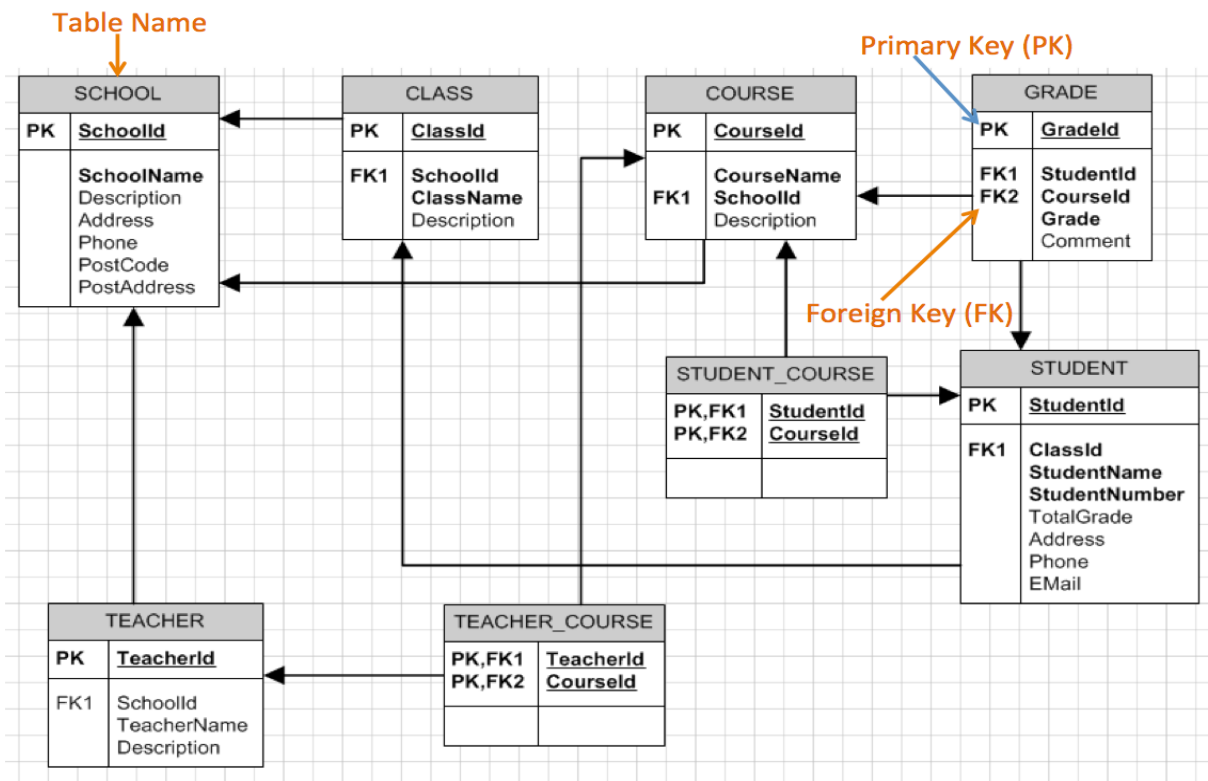 Table Name
Primary Key (PK)
SCHOOL
PK SchoolId
SchoolName
Description
Address
Phone
PostCode
PostAddress
CLASS
PK ClassId
FK1 SchoolId
ClassName
Description
COURSE
PK CourseId
CourseName
FK1 SchoolId
Description
GRADE
PK GradeId
FK1 StudentId
FK2 CourseId
Grade
Comment
Foreign Key (FK)
STUDENT_COURSE
PK,FK1 StudentId
PK,FK2 CourseId
STUDENT
PK StudentId
FK1 ClassId
StudentName
StudentNumber
TotalGrade
Address
Phone
EMail
TEACHER
PK TeacherId
FK1 SchoolId
TeacherName
Description
TEACHER_COURSE
PK,FK1 TeacherId
PK,FK2 CourseId